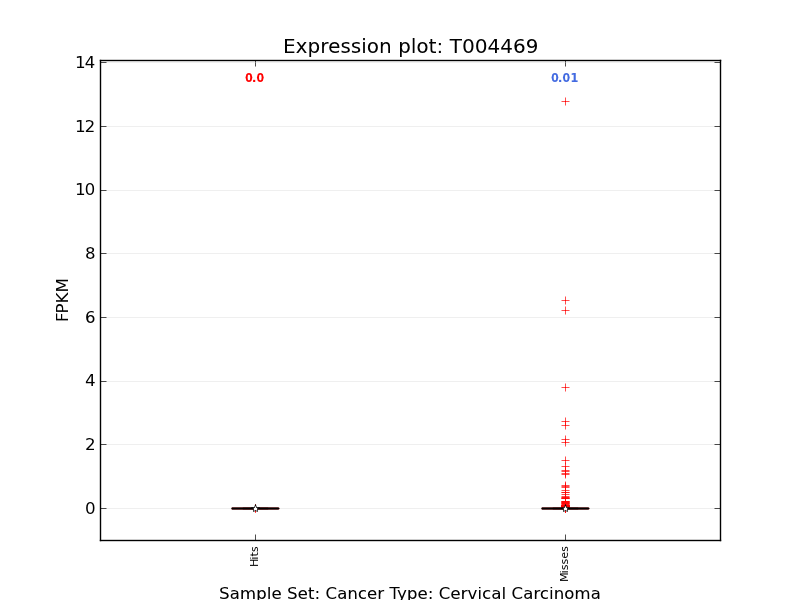 Expression plot: T004469
14
12
10
8
6
4
2
0
FPKM
0.0
0.01
Hits
Misses
Sample Set: Cancer Type: Cervical Carcinoma